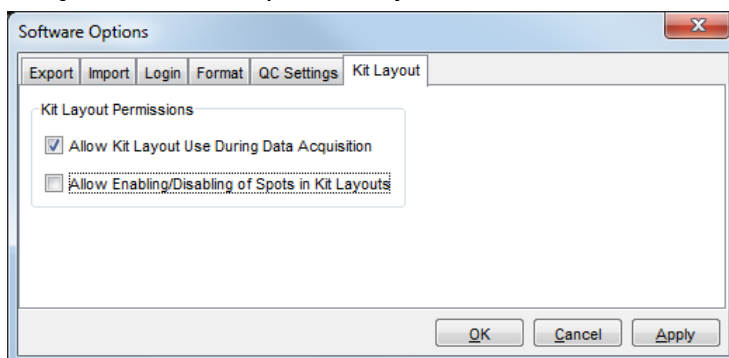 Software Options
Export Import Login Format QC Settings Kit Layout
Kit Layout Permissions
Allow Kit Layout Use During Data Acquisition
Allow Enabling/Disabling of Spots in Kit Layouts
OK Cancel Apply